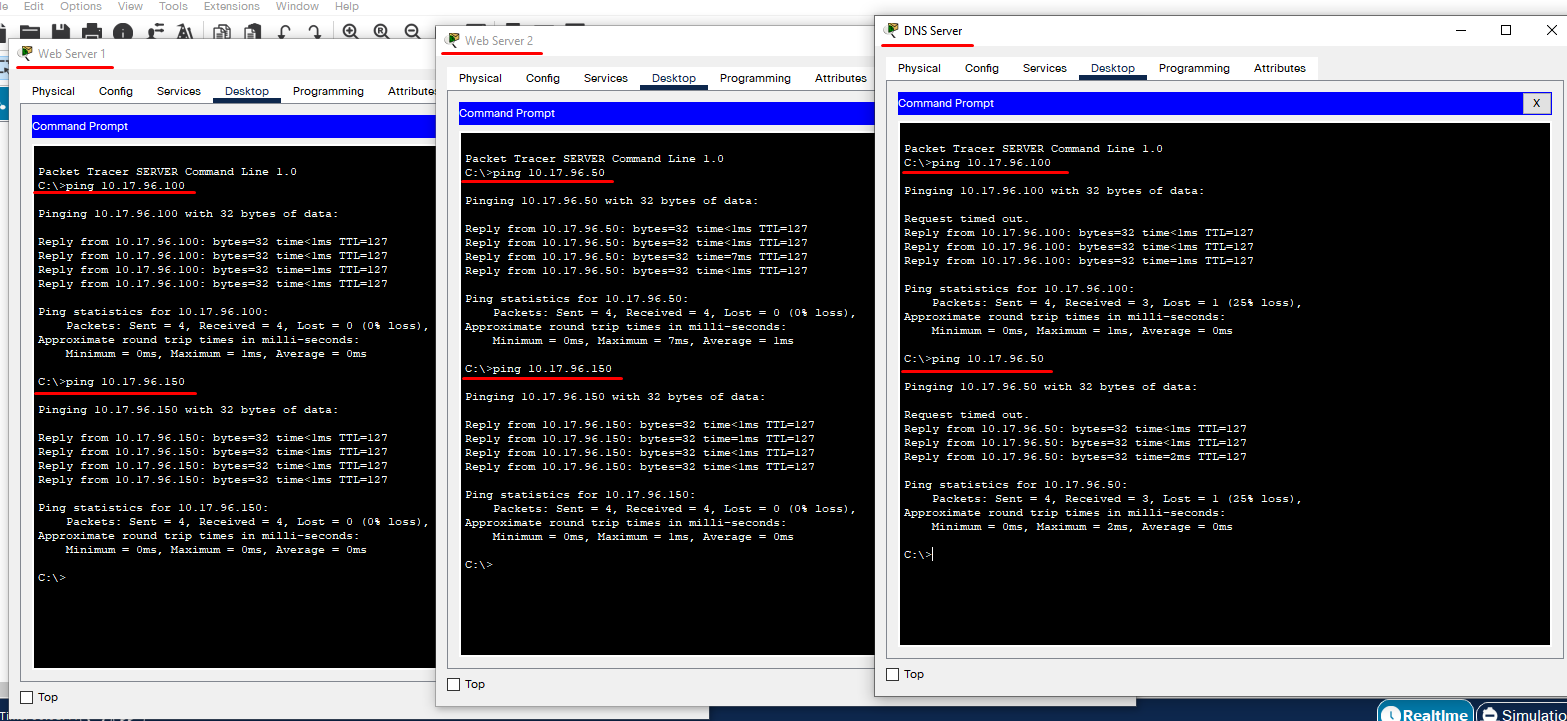 Edit Options View Tools Extensions Window Help
Web Server 1
Physical Config Services Desktop Programming Attributes
Command Prompt
Packet Tracer SERVER Command Line 1.0
C:\>ping 10.17.96.100
Pinging 10.17.96.100 with 32 bytes of data:
Reply from 10.17.96.100: bytes=32 time<1ms TTL=127
Reply from 10.17.96.100: bytes=32 time<1ms TTL=127
Reply from 10.17.96.100: bytes=32 time=1ms TTL=127
Reply from 10.17.96.100: bytes=32 time<1ms TTL=127
Ping statistics for 10.17.96.100:
Packets: Sent = 4, Received = 4, Lost = 0 (0% loss),
Approximate round trip times in milli-seconds:
Minimum = 0ms, Maximum = 1ms, Average = 0ms
C:\>ping 10.17.96.150
Pinging 10.17.96.150 with 32 bytes of data:
Reply from 10.17.96.150: bytes=32 time<1ms TTL=127
Reply from 10.17.96.150: bytes=32 time<1ms TTL=127
Reply from 10.17.96.150: bytes=32 time<1ms TTL=127
Reply from 10.17.96.150: bytes=32 time<1ms TTL=127
Ping statistics for 10.17.96.150:
Packets: Sent = 4, Received = 4, Lost = 0 (0% loss),
Approximate round trip times in milli-seconds:
Minimum = 0ms, Maximum = 0ms, Average = 0ms
C:\>
Top
Web Server 2
Physical Config Services Desktop Programming Attributes
Command Prompt
Packet Tracer SERVER Command Line 1.0
C:\>ping 10.17.96.50
Pinging 10.17.96.50 with 32 bytes of data:
Reply from 10.17.96.50: bytes=32 time<1ms TTL=127
Reply from 10.17.96.50: bytes=32 time<1ms TTL=127
Reply from 10.17.96.50: bytes=32 time=7ms TTL=127
Reply from 10.17.96.50: bytes=32 time<1ms TTL=127
Ping statistics for 10.17.96.50:
Packets: Sent = 4, Received = 4, Lost = 0 (0% loss),
Approximate round trip times in milli-seconds:
Minimum = 0ms, Maximum = 7ms, Average = 1ms
C:\>ping 10.17.96.150
Pinging 10.17.96.150 with 32 bytes of data:
Reply from 10.17.96.150: bytes=32 time<1ms TTL=127
Reply from 10.17.96.150: bytes=32 time=1ms TTL=127
Reply from 10.17.96.150: bytes=32 time<1ms TTL=127
Reply from 10.17.96.150: bytes=32 time<1ms TTL=127
Ping statistics for 10.17.96.150:
Packets: Sent = 4, Received = 4, Lost = 0 (0% loss),
Approximate round trip times in milli-seconds:
Minimum = 0ms, Maximum = 1ms, Average = 0ms
C:\>
Top
DNS Server
Physical Config Services Desktop Programming Attributes
Command Prompt X
Packet Tracer SERVER Command Line 1.0
C:\>ping 10.17.96.100
Pinging 10.17.96.100 with 32 bytes of data:
Request timed out.
Reply from 10.17.96.100: bytes=32 time<1ms TTL=127
Reply from 10.17.96.100: bytes=32 time<1ms TTL=127
Reply from 10.17.96.100: bytes=32 time=1ms TTL=127
Ping statistics for 10.17.96.100:
Packets: Sent = 4, Received = 3, Lost = 1 (25% loss),
Approximate round trip times in milli-seconds:
Minimum = 0ms, Maximum = 1ms, Average = 0ms
C:\>ping 10.17.96.50
Pinging 10.17.96.50 with 32 bytes of data:
Request timed out.
Reply from 10.17.96.50: bytes=32 time<1ms TTL=127
Reply from 10.17.96.50: bytes=32 time<1ms TTL=127
Reply from 10.17.96.50: bytes=32 time=2ms TTL=127
Ping statistics for 10.17.96.50:
Packets: Sent = 4, Received = 3, Lost = 1 (25% loss),
Approximate round trip times in milli-seconds:
Minimum = 0ms, Maximum = 2ms, Average = 0ms
C:\>
Top
Realtime Simulatio